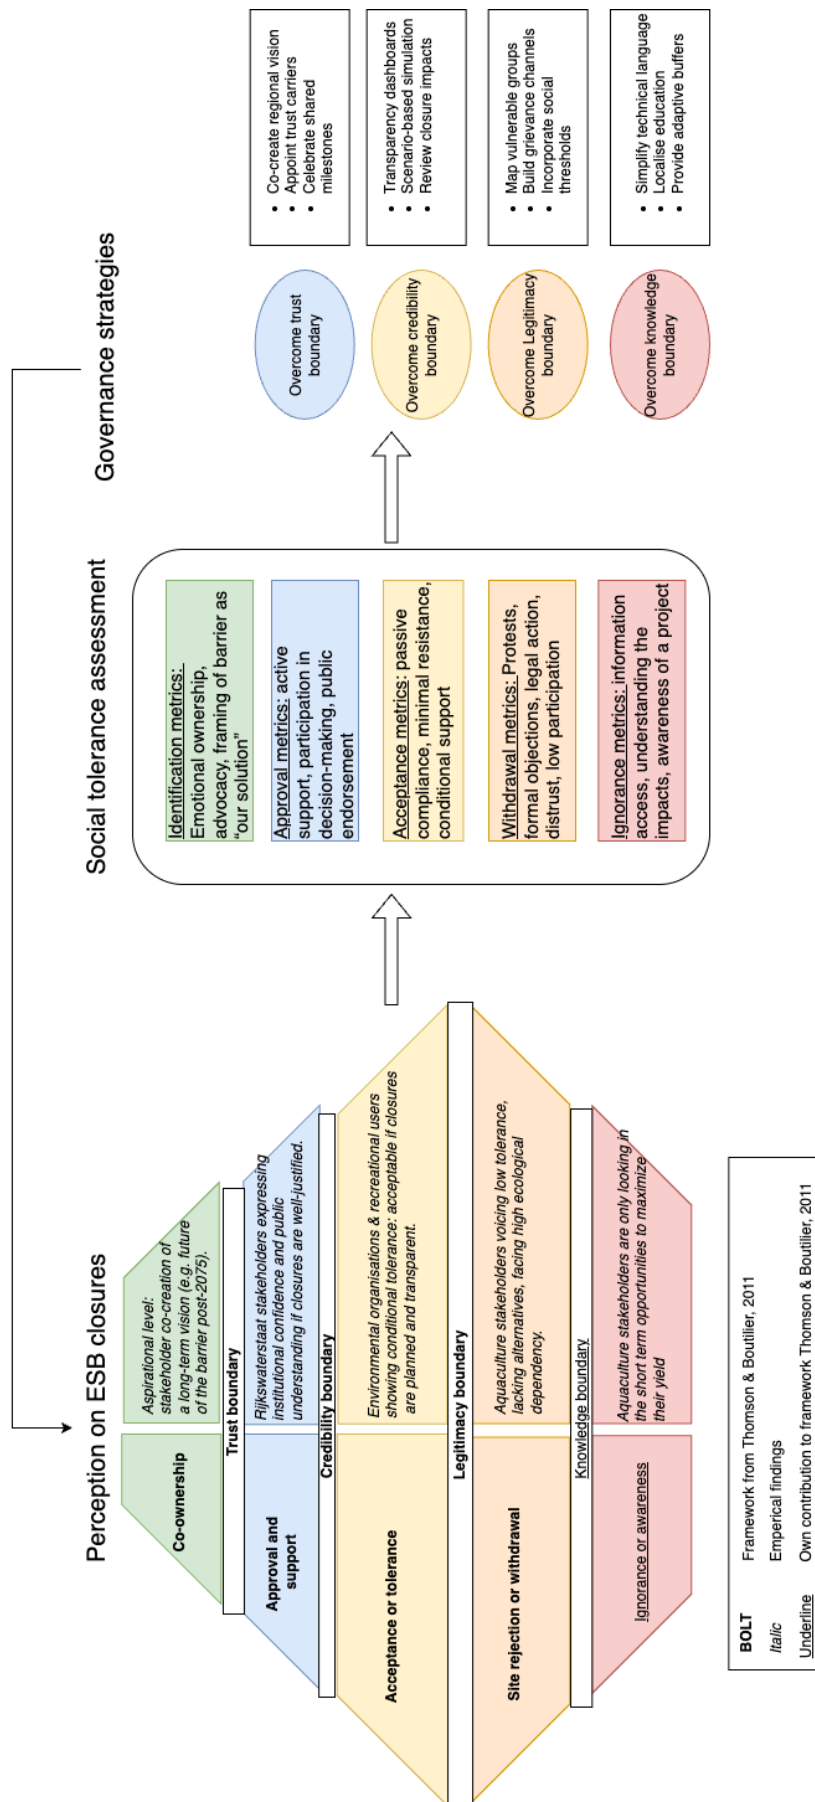 Perception on ESB closures
Social tolerance assessment
Governance strategies
Co-ownership
Aspirational level:
stakeholder co-creation of
a long-term vision (e.g. future
of the barrier post-2075).
Trust boundary
Approval and
support
Rijkswaterstaat stakeholders expressing
institutional confidence and public
understanding if closures are well-justified.
Credibility boundary
Acceptance or tolerance
Environmental organisations & recreational users
showing conditional tolerance: acceptable if closures
are planned and transparent.
Legitimacy boundary
Site rejection or withdrawal
Aquaculture stakeholders voicing low tolerance,
lacking alternatives, facing high ecological
dependency.
Knowledge boundary
Ignorance or awareness
Aquaculture stakeholders are only looking in
the short term opportunities to maximize
their yield
Identification metrics:
Emotional ownership,
advocacy, framing of barrier as
“our solution”
Approval metrics: active
support, participation in
decision-making, public
endorsement
Acceptance metrics: passive
compliance, minimal resistance,
conditional support
Withdrawal metrics: Protests,
formal objections, legal action,
distrust, low participation
Ignorance metrics: information
access, understanding the
impacts, awareness of a project
Overcome trust
boundary
• Co-create regional vision
• Appoint trust carriers
• Celebrate shared
milestones
Overcome credibility
boundary
• Transparency dashboards
• Scenario-based simulation
• Review closure impacts
Overcome Legitimacy
boundary
• Map vulnerable groups
• Build grievance channels
• Incorporate social
thresholds
Overcome knowledge
boundary
• Simplify technical language
• Localise education
• Provide adaptive buffers
BOLT Framework from Thomson & Boutilier, 2011
Italic Emperical findings
Underline Own contribution to framework Thomson & Boutilier, 2011